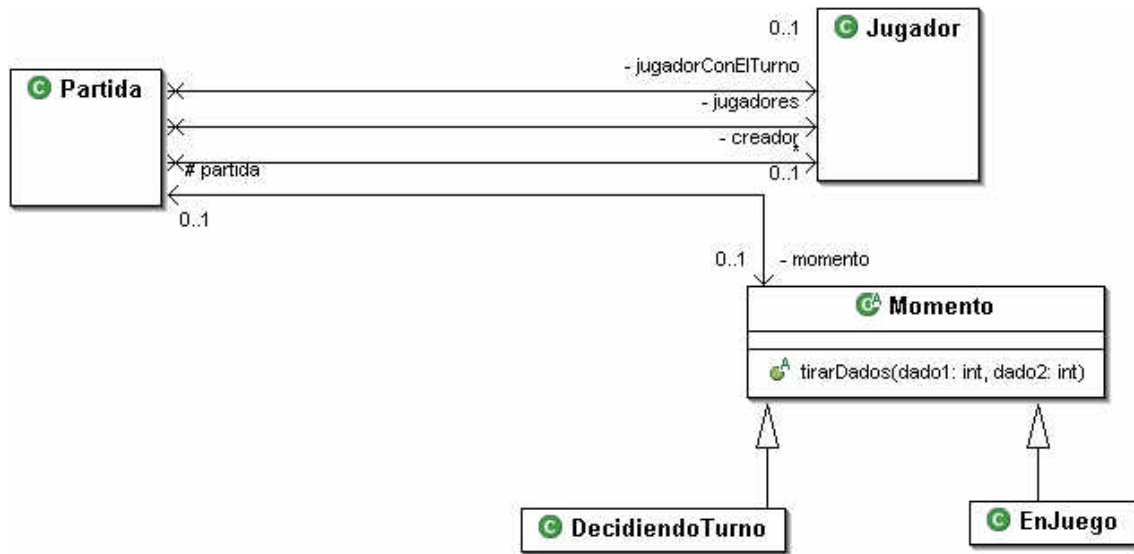 0..1
Jugador
- jugadorConElTurno
Partida
- jugadores
- creador
*
# partida
0..1
0..1
0..1
- momento
Momento
tirarDados(dado1: int, dado2: int)
DecidiendoTurno
EnJuego